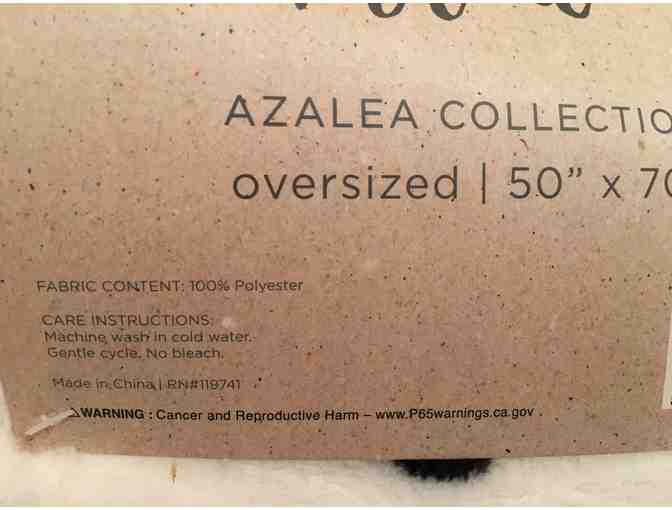 AZALEA COLLECTIO
oversized | 50” x 70
FABRIC CONTENT: 100% Polyester
CARE INSTRUCTIONS:
Machine wash in cold water.
Gentle cycle. No bleach.
Made in China | RN#119741
⚠WARNING : Cancer and Reproductive Harm – www.P65warnings.ca.gov .